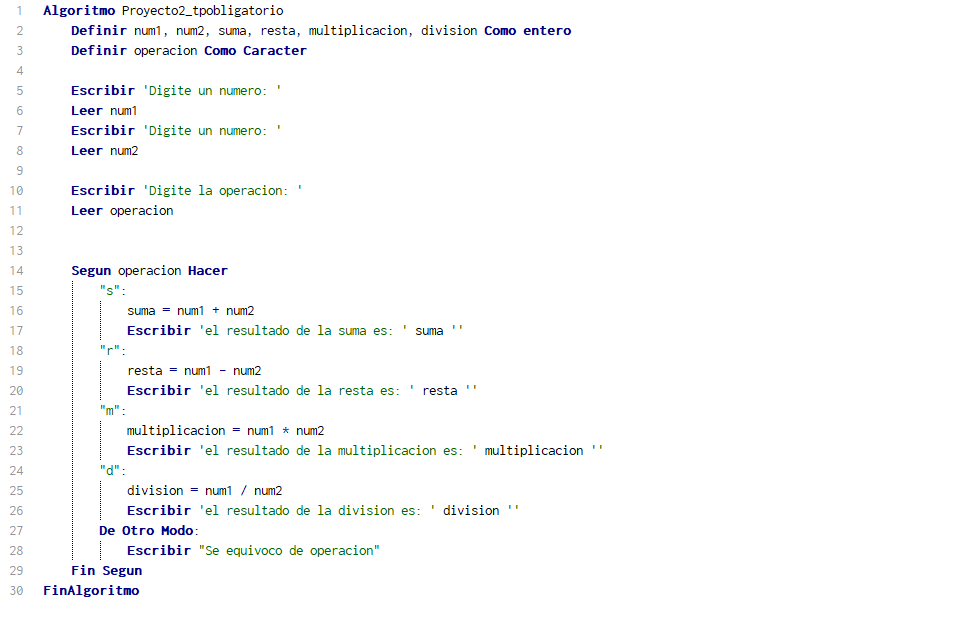 1 Algoritmo Proyecto2_tpobligatorio
2 Definir num1, num2, suma, resta, multiplicacion, division Como entero
3 Definir operacion Como Caracter
4
5 Escribir 'Digite un numero: '
6 Leer num1
7 Escribir 'Digite un numero: '
8 Leer num2
9
10 Escribir 'Digite la operacion: '
11 Leer operacion
12
13
14 Segun operacion Hacer
15 "s":
16 suma = num1 + num2
17 Escribir 'el resultado de la suma es: ' suma ''
18 "r":
19 resta = num1 - num2
20 Escribir 'el resultado de la resta es: ' resta ''
21 "m":
22 multiplicacion = num1 * num2
23 Escribir 'el resultado de la multiplicacion es: ' multiplicacion ''
24 "d":
25 division = num1 / num2
26 Escribir 'el resultado de la division es: ' division ''
27 De Otro Modo:
28 Escribir "Se equivoco de operacion"
29 Fin Segun
30 FinAlgoritmo